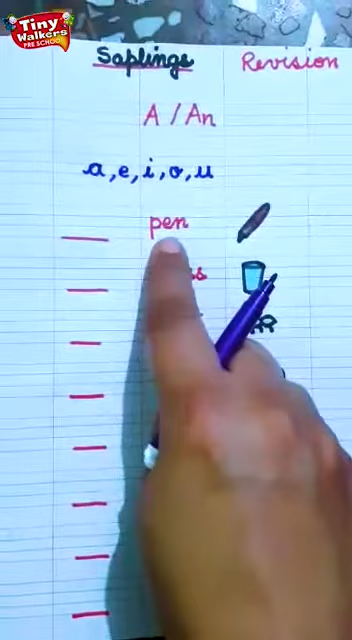 Tiny
Walkers
PRE SCHOOL
Saplings Revision
A / An
a, e, i, o, u
pen